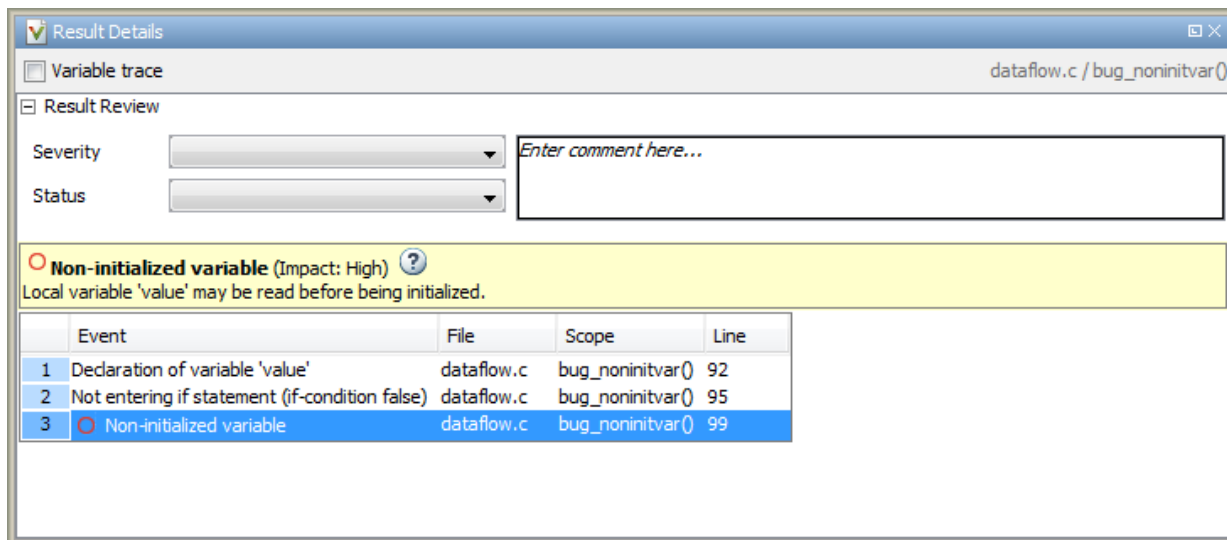 Result Details
Variable trace dataflow.c / bug_noninitvar()
Result Review
Severity
Enter comment here...
Status
Non-initialized variable (Impact: High) ?
Local variable 'value' may be read before being initialized.
Event File Scope Line
1 Declaration of variable 'value' dataflow.c bug_noninitvar() 92
2 Not entering if statement (if-condition false) dataflow.c bug_noninitvar() 95
3 Non-initialized variable dataflow.c bug_noninitvar() 99